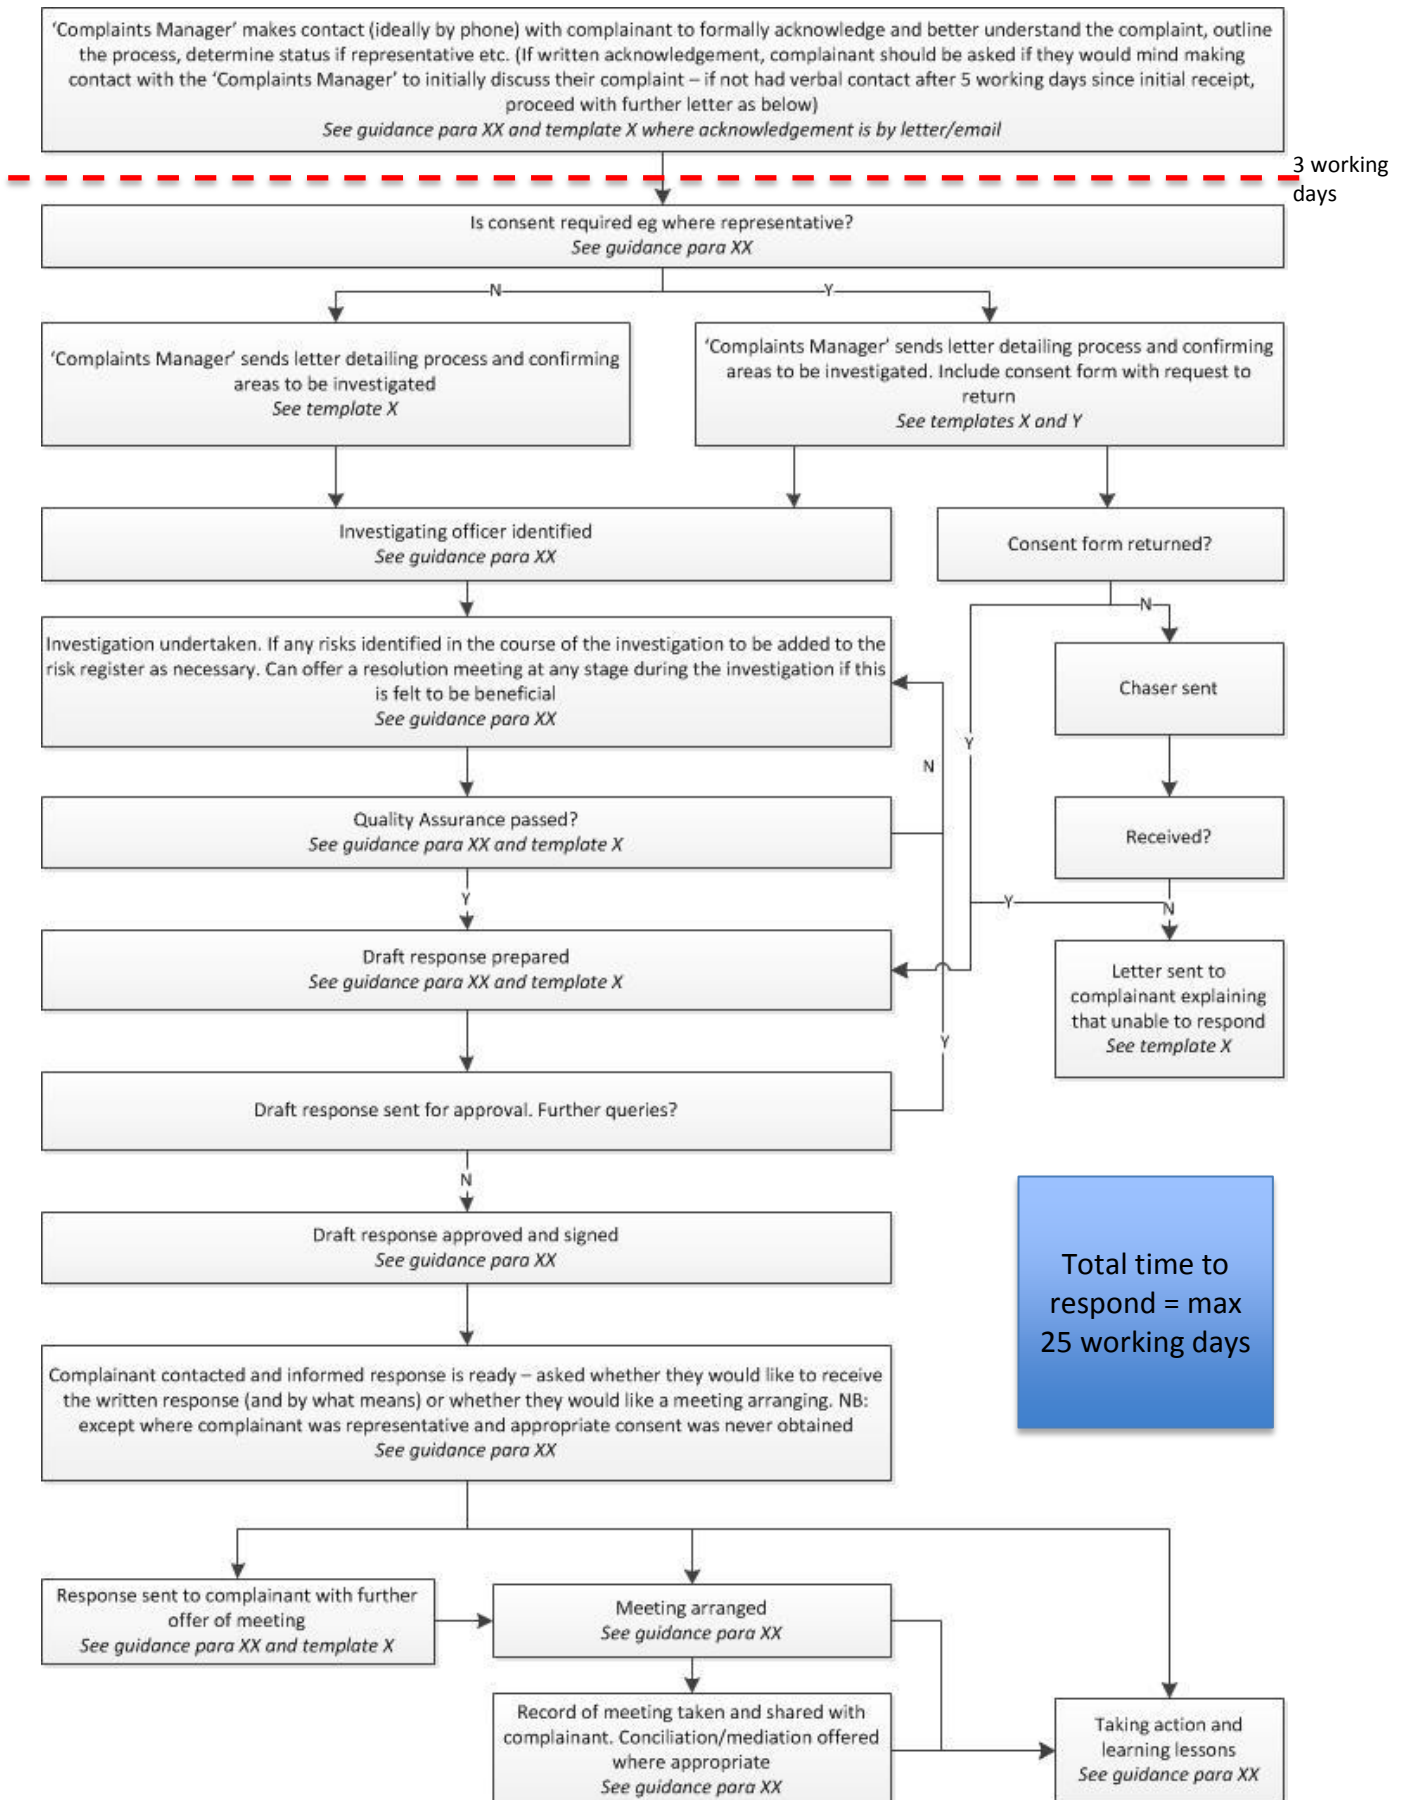 ‘Complaints Manager’ makes contact (ideally by phone) with complainant to formally acknowledge and better understand the complaint, outline
the process, determine status if representative etc. (If written acknowledgement, complainant should be asked if they would mind making
contact with the ‘Complaints Manager’ to initially discuss their complaint – if not had verbal contact after 5 working days since initial receipt,
proceed with further letter as below)
See guidance para XX and template X where acknowledgement is by letter/email
3 working
days
Is consent required eg where representative?
See guidance para XX
N
Y
‘Complaints Manager’ sends letter detailing process and confirming
areas to be investigated
See template X
‘Complaints Manager’ sends letter detailing process and confirming
areas to be investigated. Include consent form with request to
return
See templates X and Y
Investigating officer identified
See guidance para XX
Consent form returned?
N
Y
Investigation undertaken. If any risks identified in the course of the investigation to be added to the
risk register as necessary. Can offer a resolution meeting at any stage during the investigation if this
is felt to be beneficial
See guidance para XX
Chaser sent
N
Quality Assurance passed?
See guidance para XX and template X
Received?
Y
Y
N
Draft response prepared
See guidance para XX and template X
Letter sent to
complainant explaining
that unable to respond
See template X
Y
Draft response sent for approval. Further queries?
N
Draft response approved and signed
See guidance para XX
Total time to
respond = max
25 working days
Complainant contacted and informed response is ready – asked whether they would like to receive
the written response (and by what means) or whether they would like a meeting arranging. NB:
except where complainant was representative and appropriate consent was never obtained
See guidance para XX
Response sent to complainant with further
offer of meeting
See guidance para XX and template X
Meeting arranged
See guidance para XX
Record of meeting taken and shared with
complainant. Conciliation/mediation offered
where appropriate
See guidance para XX
Taking action and
learning lessons
See guidance para XX